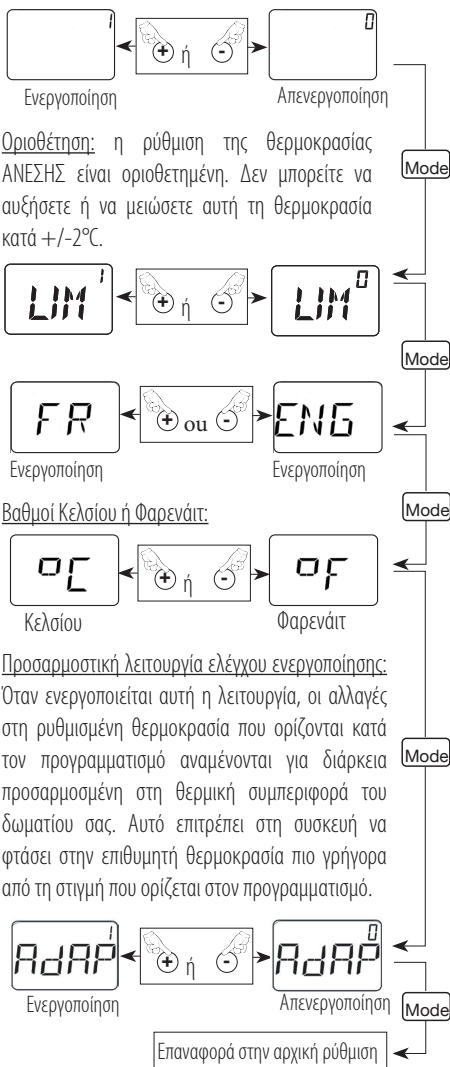 1 + ή - 0
Ενεργοποίηση Απενεργοποίηση
Mode
Οριοθέτηση: η ρύθμιση της θερμοκρασίας
ΑΝΕΣΗΣ είναι οριοθετημένη. Δεν μπορείτε να
αυξήσετε ή να μειώσετε αυτή τη θερμοκρασία
κατά +/-2°C.
LIM 1 + ή - LIM 0
Mode
FR + ou - ENG
Ενεργοποίηση Ενεργοποίηση
Mode
Βαθμοί Κελσίου ή Φαρενάιτ:
°C + ή - °F
Κελσίου Φαρενάιτ
Προσαρμοστική λειτουργία ελέγχου ενεργοποίησης:
Όταν ενεργοποιείται αυτή η λειτουργία, οι αλλαγές
στη ρυθμισμένη θερμοκρασία που ορίζονται κατά
τον προγραμματισμό αναμένονται για διάρκεια
Mode
προσαρμοσμένη στη θερμική συμπεριφορά του
δωματίου σας. Αυτό επιτρέπει στη συσκευή να
φτάσει στην επιθυμητή θερμοκρασία πιο γρήγορα
από τη στιγμή που ορίζεται στον προγραμματισμό.
AdAP 1 + ή - AdAP 0
Ενεργοποίηση Απενεργοποίηση
Mode
Επαναφορά στην αρχική ρύθμιση